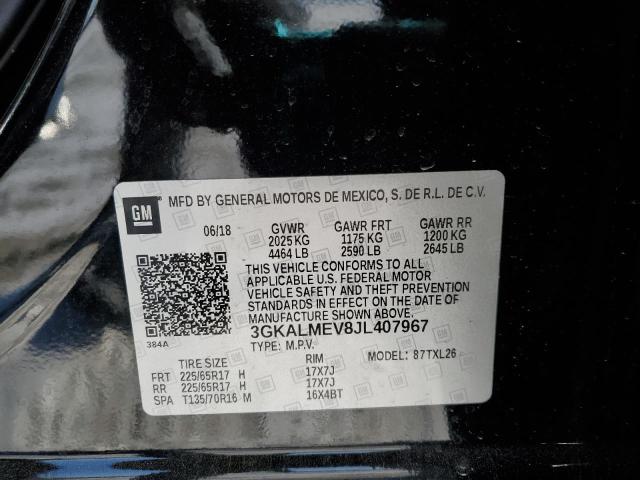 GM
MFD BY GENERAL MOTORS DE MEXICO, S. DE R.L. DE C.V.
06/18 GVWR GAWR FRT GAWR RR
2025 KG 1175 KG 1200 KG
4464 LB 2590 LB 2645 LB
THIS VEHICLE CONFORMS TO ALL
APPLICABLE U.S. FEDERAL MOTOR
VEHICLE SAFETY AND THEFT PREVENTION
STANDARDS IN EFFECT ON THE DATE OF
MANUFACTURE SHOWN ABOVE.
3GKALMEV8JL407967
384A TYPE: M.P.V. MODEL: 87TXL26
TIRE SIZE RIM
FRT 225/65R17 H 17X7J
RR 225/65R17 H 17X7J
SPA T135/70R16 M 16X4BT